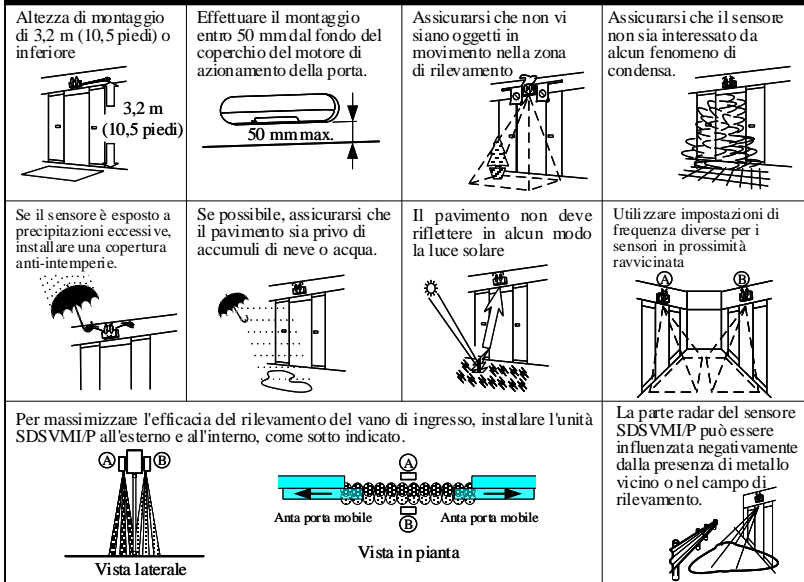 Altezza di montaggio
di 3,2 m (10,5 piedi) o
inferiore
3,2 m
(10,5 piedi)
Effettuare il montaggio
entro 50 mm dal fondo del
coperchio del motore di
azionamento della porta.
50 mm max.
Assicurarsi che non vi
siano oggetti in
movimento nella zona
di rilevamento
Assicurarsi che il sensore
non sia interessato da
alcun fenomeno di
condensa.
Se il sensore è esposto a
precipitazioni eccessive,
installare una copertura
anti-intemperie.
Se possibile, assicurarsi che
il pavimento sia privo di
accumuli di neve o acqua.
Il pavimento non deve
riflettere in alcun modo
la luce solare
Utilizzare impostazioni di
frequenza diverse per i
sensori in prossimità
ravvicinata
A B
Per massimizzare l'efficacia del rilevamento del vano di ingresso, installare l'unità
SDSVMI/P all'esterno e all'interno, come sotto indicato.
A B
Vista laterale
A
B
Anta porta mobile Anta porta mobile
Vista in pianta
La parte radar del sensore
SDSVMI/P può essere
influenzata negativamente
dalla presenza di metallo
vicino o nel campo di
rilevamento.